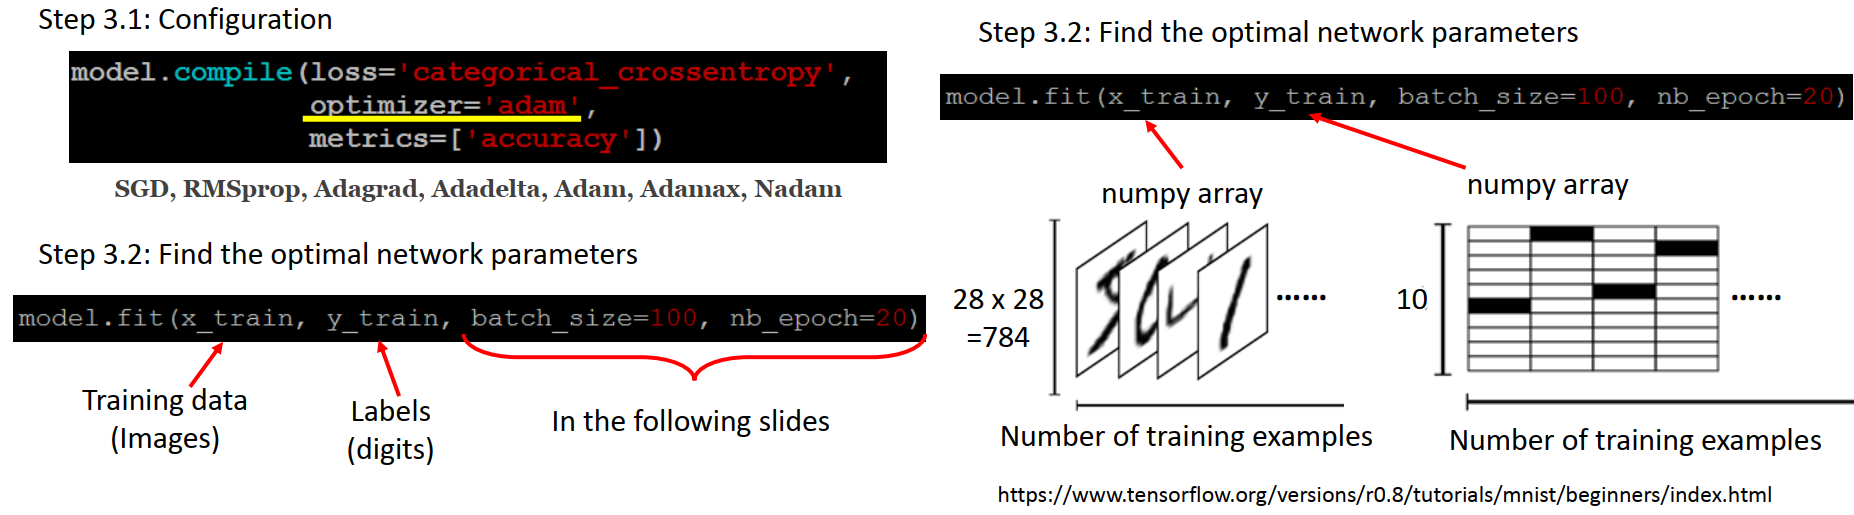 Step 3.1: Configuration
model.compile(loss='categorical_crossentropy',
optimizer='adam',
metrics=['accuracy'])
SGD, RMSprop, Adagrad, Adadelta, Adam, Adamax, Nadam
Step 3.2: Find the optimal network parameters
model.fit(x_train, y_train, batch_size=100, nb_epoch=20)
Training data
(Images)
Labels
(digits)
In the following slides
Step 3.2: Find the optimal network parameters
model.fit(x_train, y_train, batch_size=100, nb_epoch=20)
numpy array
numpy array
28 x 28
=784
......
10
......
Number of training examples
Number of training examples
https://www.tensorflow.org/versions/r0.8/tutorials/mnist/beginners/index.html